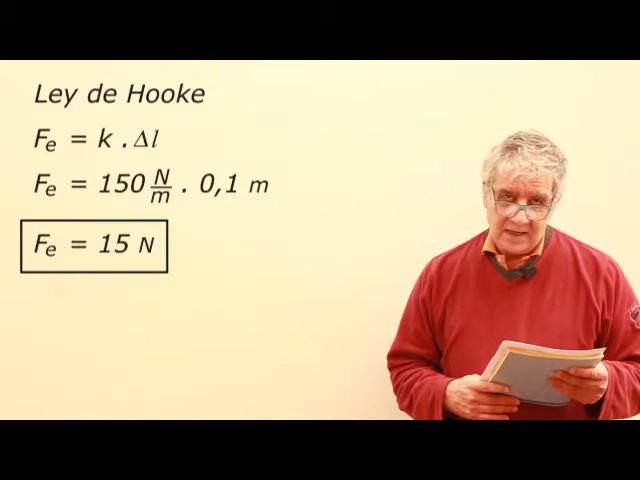 Ley de Hooke
Fe = k . Δl
Fe = 150 N/m . 0,1 m
Fe = 15 N